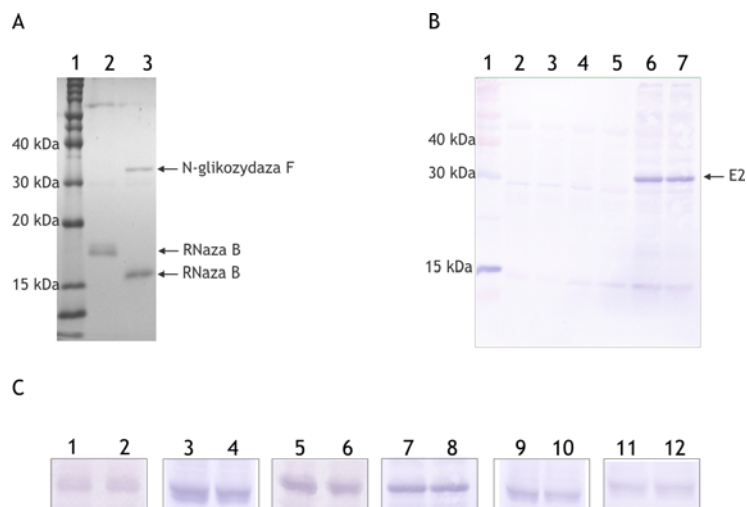 A
1 2 3
40 kDa
30 kDa
20 kDa
15 kDa
N-glikozydaza F
RNaza B
RNaza B
B
1 2 3 4 5 6 7
40 kDa
30 kDa
15 kDa
E2
C
1 2 3 4 5 6 7 8 9 10 11 12